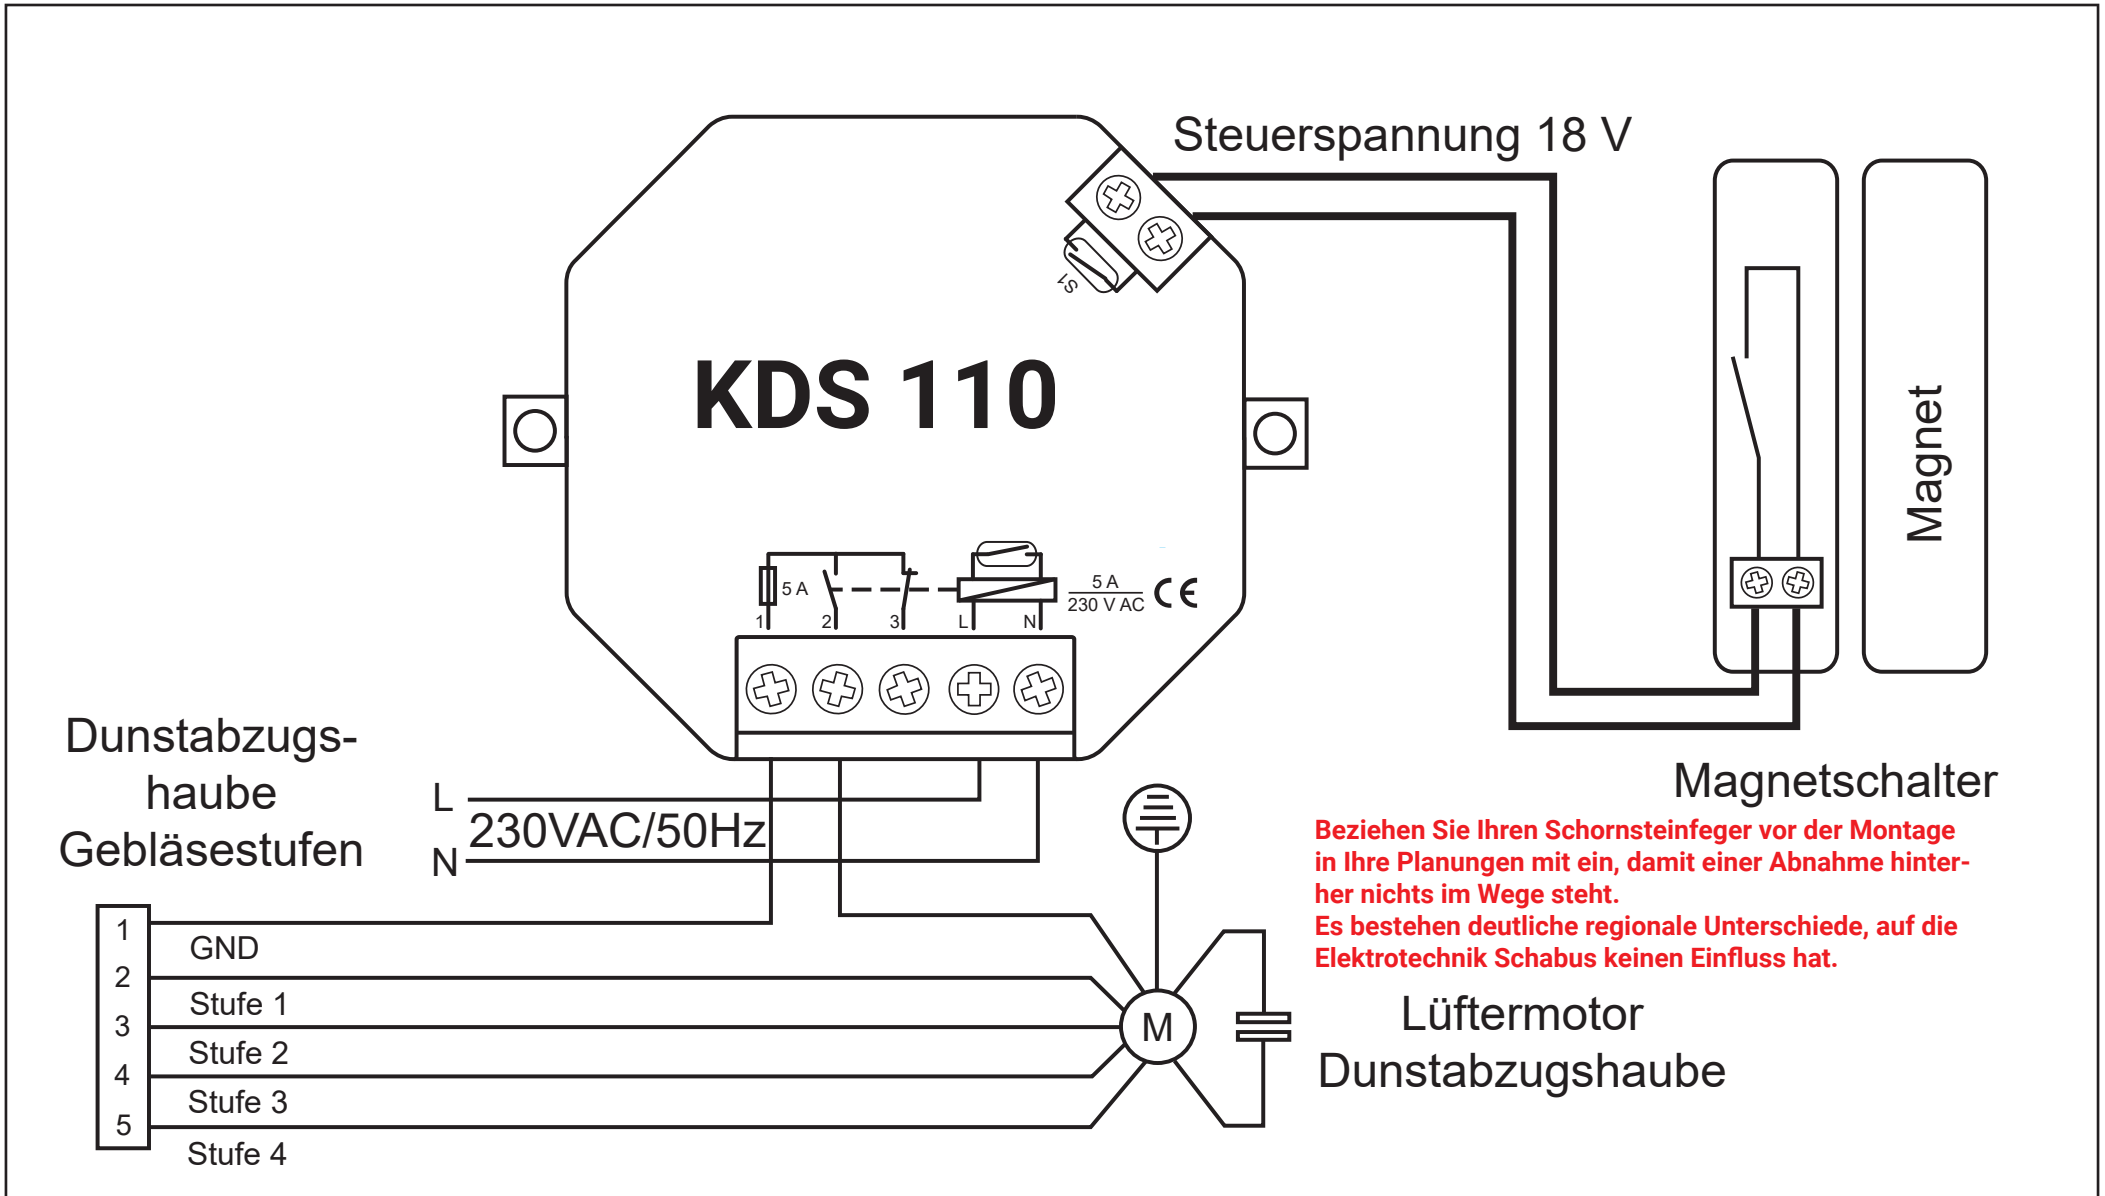 Steuerspannung 18 V
S1
KDS 110
Magnet
5 A
5 A
230 V AC
CE
1 2 3 L N
Dunstabzugs-
haube
Gebläsestufen
L
230VAC/50Hz
N
Magnetschalter
Beziehen Sie Ihren Schornsteinfeger vor der Montage
in Ihre Planungen mit ein, damit einer Abnahme hinter-
her nichts im Wege steht.
Es bestehen deutliche regionale Unterschiede, auf die
Elektrotechnik Schabus keinen Einfluss hat.
1
GND
2
Stufe 1
3
Stufe 2
4
Stufe 3
5
Stufe 4
M
Lüftermotor
Dunstabzugshaube